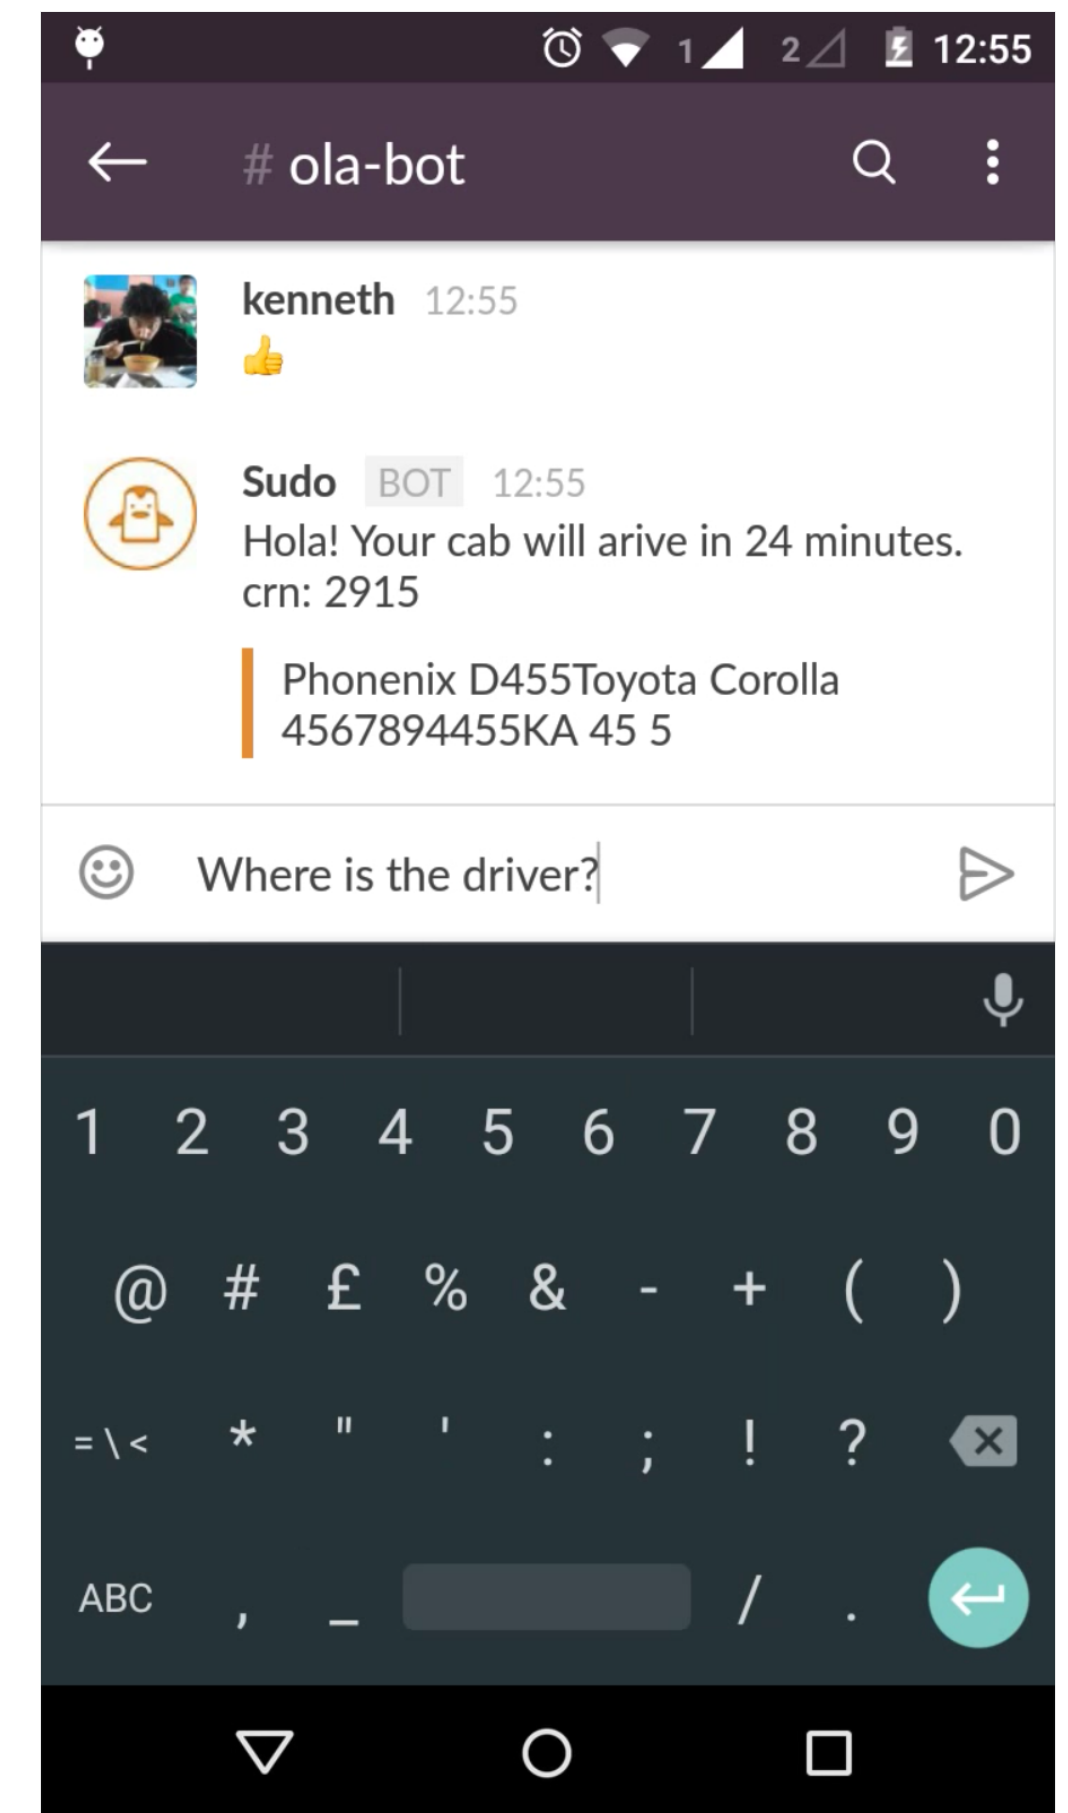 1 2 12:55
# ola-bot
kenneth 12:55
Sudo BOT 12:55
Hola! Your cab will arive in 24 minutes.
crn: 2915
Phonenix D455Toyota Corolla
4567894455KA 45 5
Where is the driver?
1 2 3 4 5 6 7 8 9 0
@ # £ % & - + ( )
= \ < * " ' : ; ! ?
ABC , _ / .